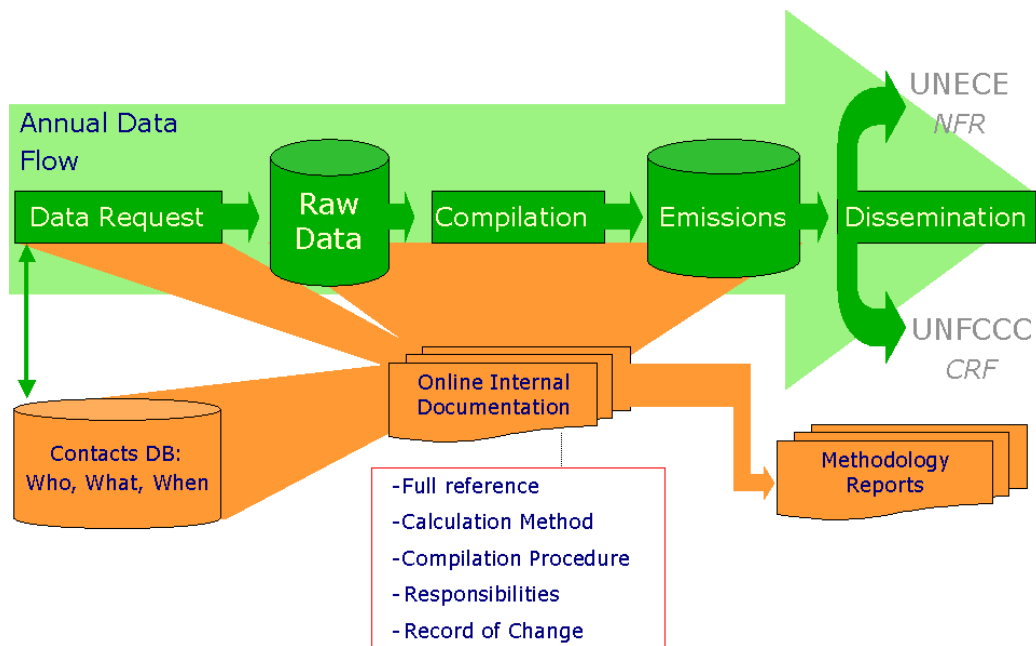 Annual Data
Flow
UNECE
NFR
Data Request
Raw
Data
Compilation
Emissions
Dissemination
UNFCCC
CRF
Online Internal
Documentation
Contacts DB:
Who, What, When
Methodology
Reports
-Full reference
-Calculation Method
-Compilation Procedure
-Responsibilities
-Record of Change